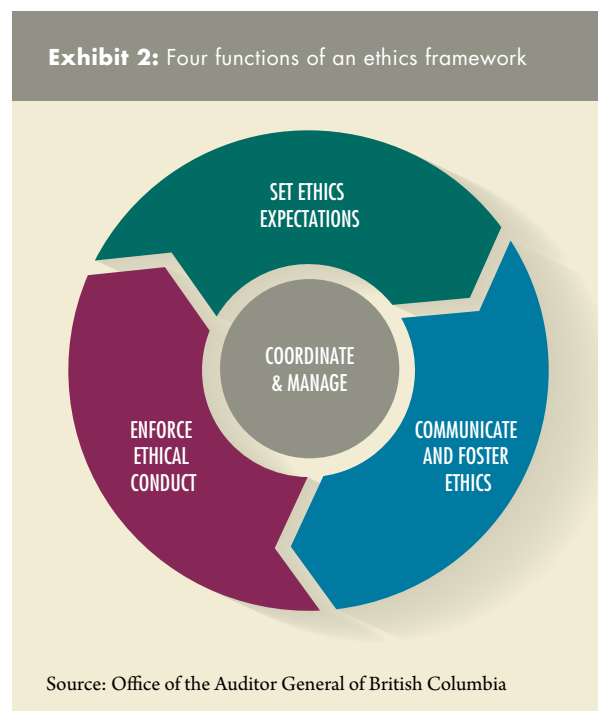 Exhibit 2: Four functions of an ethics framework
SET ETHICS
EXPECTATIONS
COORDINATE
& MANAGE
ENFORCE
ETHICAL
CONDUCT
COMMUNICATE
AND FOSTER
ETHICS
Source: Office of the Auditor General of British Columbia